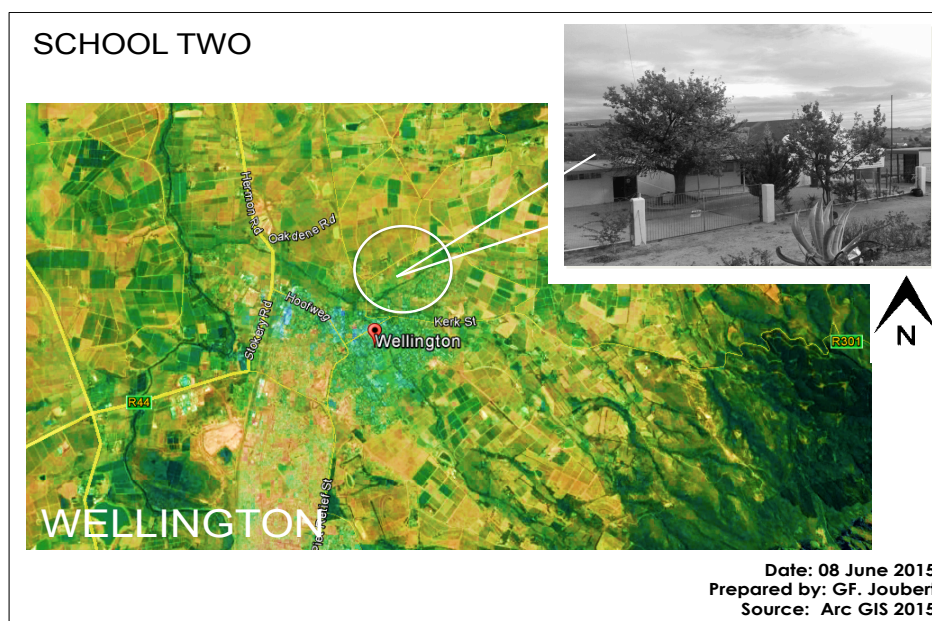 SCHOOL TWO
Hermon Rd
Oakdene Rd
Hoofweg
Kerk St
Stokery Rd
Wellington
R301
R44
WELLINGTON
N
Date: 08 June 2015
Prepared by: GF. Joubert
Source: Arc GIS 2015